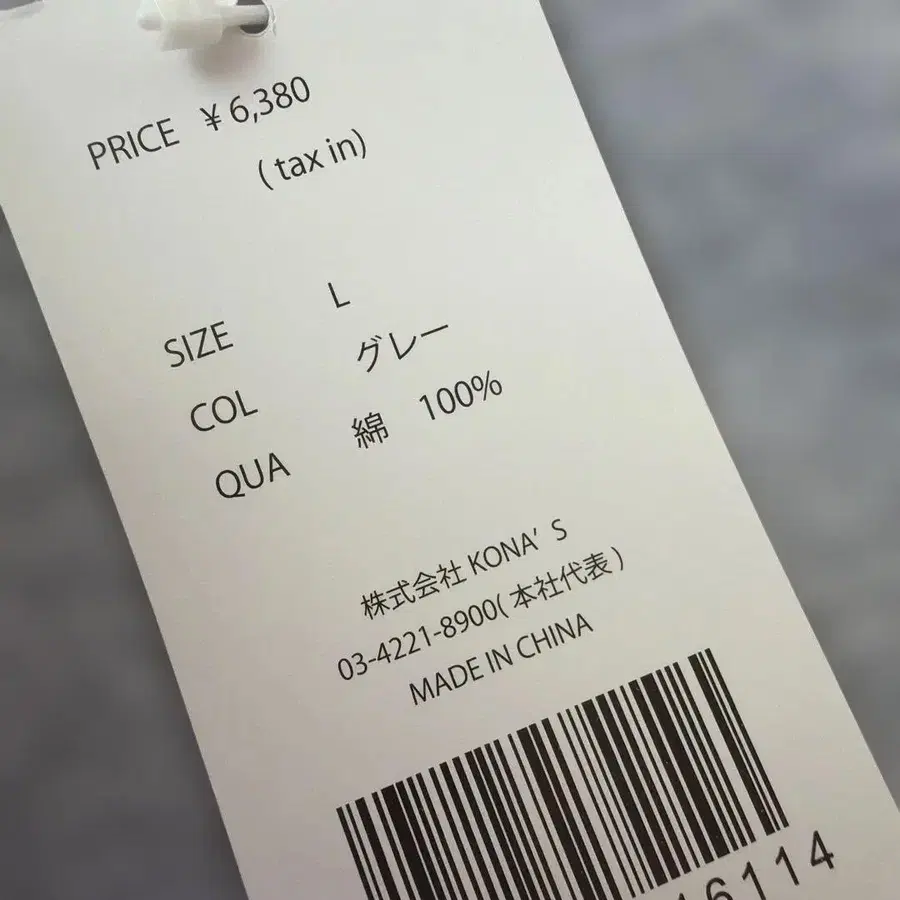 PRICE ¥6,380
(tax in)
SIZE L
COL グレー
QUA 綿 100%
株式会社 KONA'S
03-4221-8900(本社代表)
MADE IN CHINA
16114